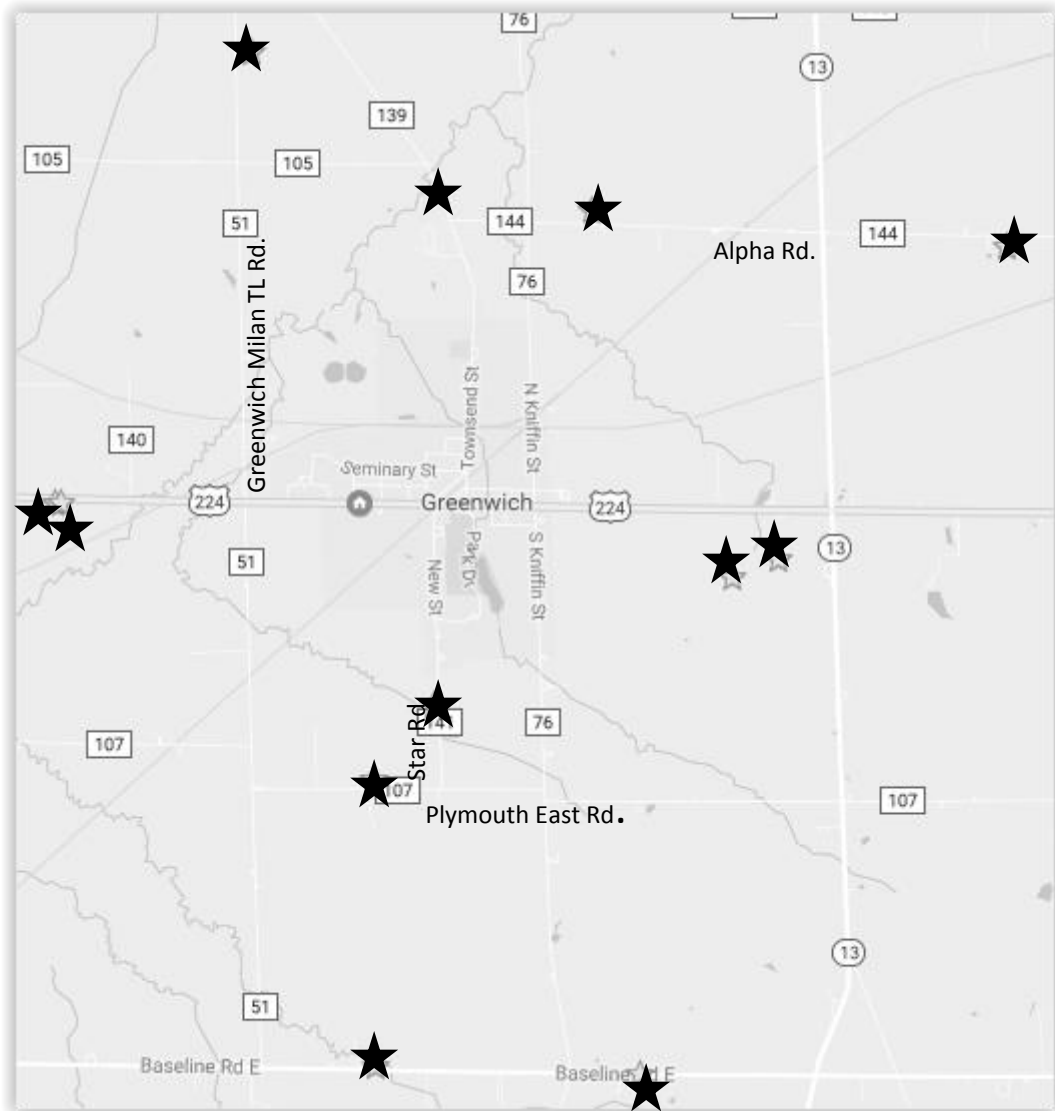 76
13
139
105
105
51
144
144
Alpha Rd.
76
Greenwich Milan TL Rd.
Townsend St
N Kniffin St
140
Seminary St
224
Greenwich
224
51
13
New St
Park Dr
S Kniffin St
Star Rd
76
107
107
107
Plymouth East Rd.
13
51
Baseline Rd E